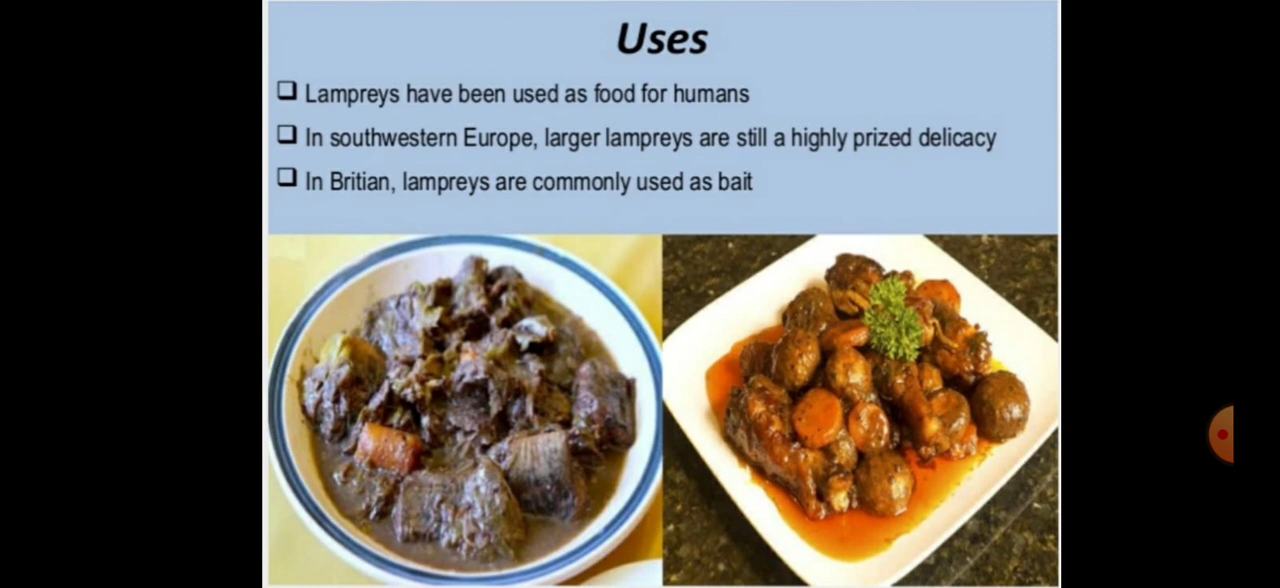 Uses
Lampreys have been used as food for humans
In southwestern Europe, larger lampreys are still a highly prized delicacy
In Britian, lampreys are commonly used as bait